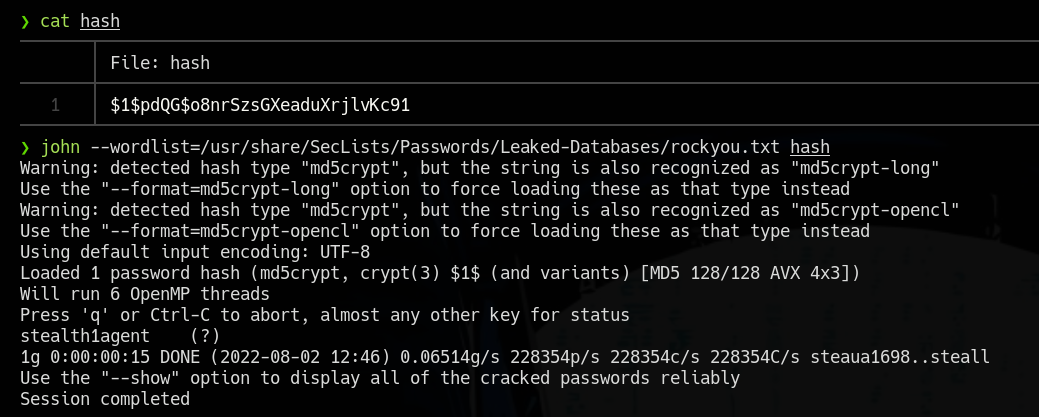 ❯ cat hash
File: hash
1 $1$pdQG$o8nrSzsGXeaduXrjlvKc91
❯ john --wordlist=/usr/share/SecLists/Passwords/Leaked-Databases/rockyou.txt hash
Warning: detected hash type "md5crypt", but the string is also recognized as "md5crypt-long"
Use the "--format=md5crypt-long" option to force loading these as that type instead
Warning: detected hash type "md5crypt", but the string is also recognized as "md5crypt-opencl"
Use the "--format=md5crypt-opencl" option to force loading these as that type instead
Using default input encoding: UTF-8
Loaded 1 password hash (md5crypt, crypt(3) $1$ (and variants) [MD5 128/128 AVX 4x3])
Will run 6 OpenMP threads
Press 'q' or Ctrl-C to abort, almost any other key for status
stealth1agent    (?)
1g 0:00:00:15 DONE (2022-08-02 12:46) 0.06514g/s 228354p/s 228354c/s 228354C/s steaua1698..steall
Use the "--show" option to display all of the cracked passwords reliably
Session completed